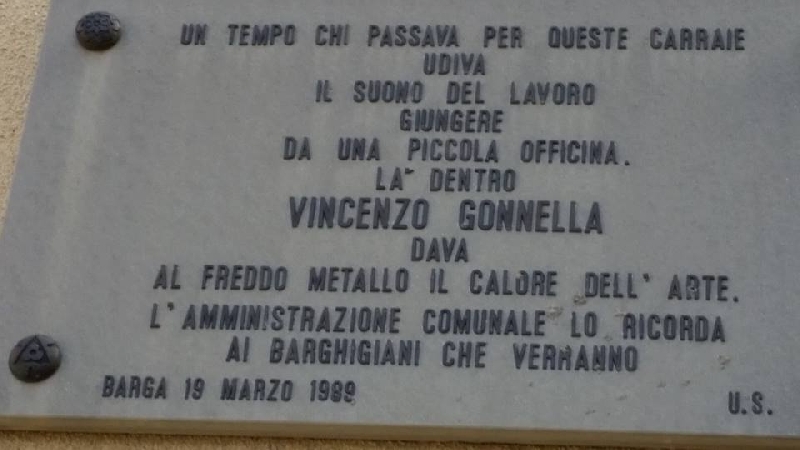 UN TEMPO CHI PASSAVA PER QUESTE CARRAIE
UDIVA
IL SUONO DEL LAVORO
GIUNGERE
DA UNA PICCOLA OFFICINA.
LA' DENTRO
VINCENZO GONNELLA
DAVA
AL FREDDO METALLO IL CALORE DELL' ARTE.
L'AMMINISTRAZIONE COMUNALE LO RICORDA
AI BARGHIGIANI CHE VERRANNO
BARGA 19 MARZO 1989
U.S.